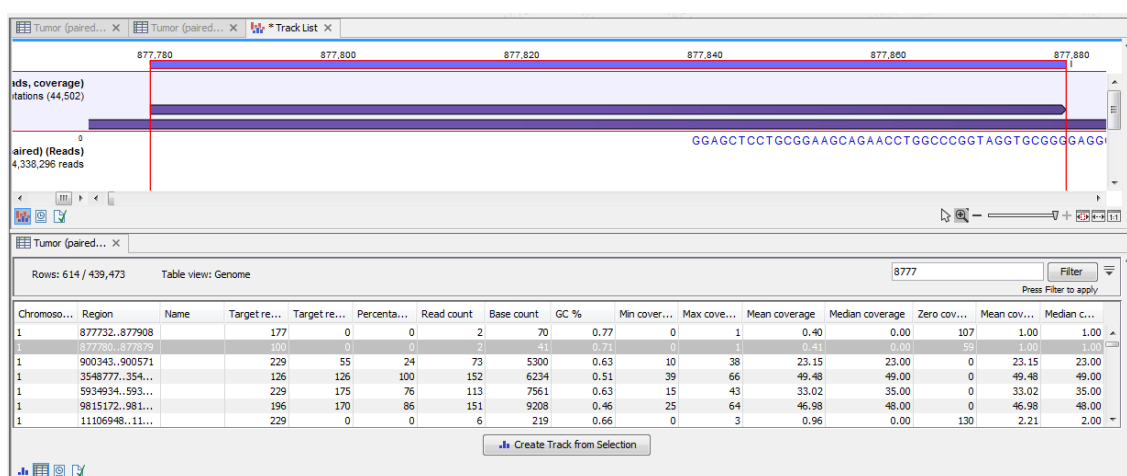 Tumor (paired... Tumor (paired... * Track List
877,780 877,800 877,820 877,840 877,860 877,880
ids, coverage)
itations (44,502)
0
aired) (Reads)
4,338,296 reads
GGAGCTCCTGCGGAAGCAGAACCTGGCCCGGTAGGTGCGGGGAGG
1:1
Tumor (paired...
Rows: 614 / 439,473 Table view: Genome 8777 Filter
Press Filter to apply
Chromoso... Region Name Target re... Target re... Percenta... Read count Base count GC % Min cover... Max cove... Mean coverage Median coverage Zero cov... Mean cov... Median c...
1 877732..877908 177 0 0 2 70 0.77 0 1 0.40 0.00 107 1.00 1.00
1 877780..877879 100 0 0 2 41 0.71 0 1 0.41 0.00 59 1.00 1.00
1 900343..900571 229 55 24 73 5300 0.63 10 38 23.15 23.00 0 23.15 23.00
1 3548777..354... 126 126 100 152 6234 0.51 39 66 49.48 49.00 0 49.48 49.00
1 5934934..593... 229 175 76 113 7561 0.63 15 43 33.02 35.00 0 33.02 35.00
1 9815172..981... 196 170 86 151 9208 0.46 25 64 46.98 48.00 0 46.98 48.00
1 11106948..11... 229 0 0 6 219 0.66 0 3 0.96 0.00 130 2.21 2.00
Create Track from Selection